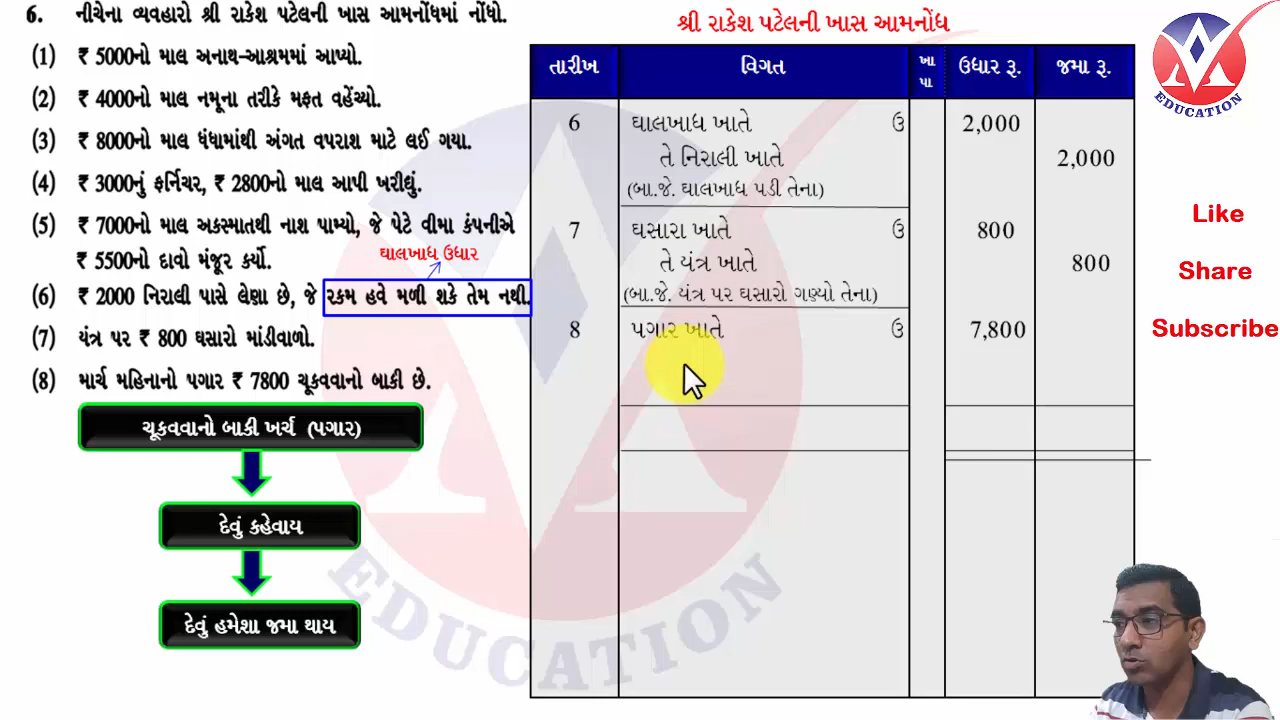 6. નીચેના વ્યવહારો શ્રી રાકેશ પટેલની ખાસ આમનોંધમાં નોંધો.
(1) ₹ 5000નો માલ અનાથ-આશ્રમમાં આપ્યો.
(2) ₹ 4000નો માલ નમૂના તરીકે મફત વહેંચ્યો.
(3) ₹ 8000નો માલ ધંધામાંથી અંગત વપરાશ માટે લઈ ગયા.
(4) ₹ 3000નું ફર્નિચર, ₹ 2800નો માલ આપી ખરીદ્યું.
(5) ₹ 7000નો માલ અકસ્માતથી નાશ પામ્યો, જે પેટે વીમા કંપનીએ
₹ 5500નો દાવો મંજૂર કર્યો.
ઘાલખાધ ઉધાર
(6) ₹ 2000 નિરાલી પાસે લેણા છે, જે રકમ હવે મળી શકે તેમ નથી.
(7) યંત્ર પર ₹ 800 ઘસારો માંડીવાળો.
(8) માર્ચ મહિનાનો પગાર ₹ 7800 ચૂકવવાનો બાકી છે.
ચૂકવવાનો બાકી ખર્ચ (પગાર)
દેવું કહેવાય
દેવું હમેશા જમા થાય
શ્રી રાકેશ પટેલની ખાસ આમનોંધ
તારીખ વિગત ખા પા ઉધાર રૂ. જમા રૂ.
6 ઘાલખાધ ખાતે ઉ 2,000
તે નિરાલી ખાતે 2,000
(બા.જે. ઘાલખાધ પડી તેના)
7 ઘસારા ખાતે ઉ 800
તે યંત્ર ખાતે 800
(બા.જે. યંત્ર પર ઘસારો ગણ્યો તેના)
8 પગાર ખાતે ઉ 7,800
EDUCATION
Like
Share
Subscribe
EDUCATION